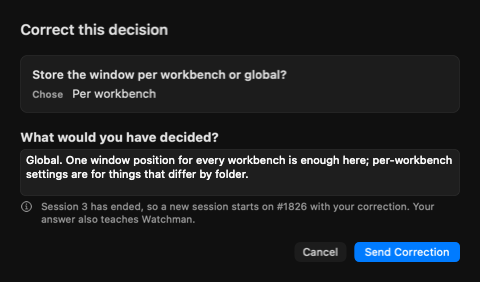 Correct this decision
Store the window per workbench or global?
Chose Per workbench
What would you have decided?
Global. One window position for every workbench is enough here; per-workbench
settings are for things that differ by folder.
Session 3 has ended, so a new session starts on #1826 with your correction. Your
answer also teaches Watchman.
Cancel
Send Correction